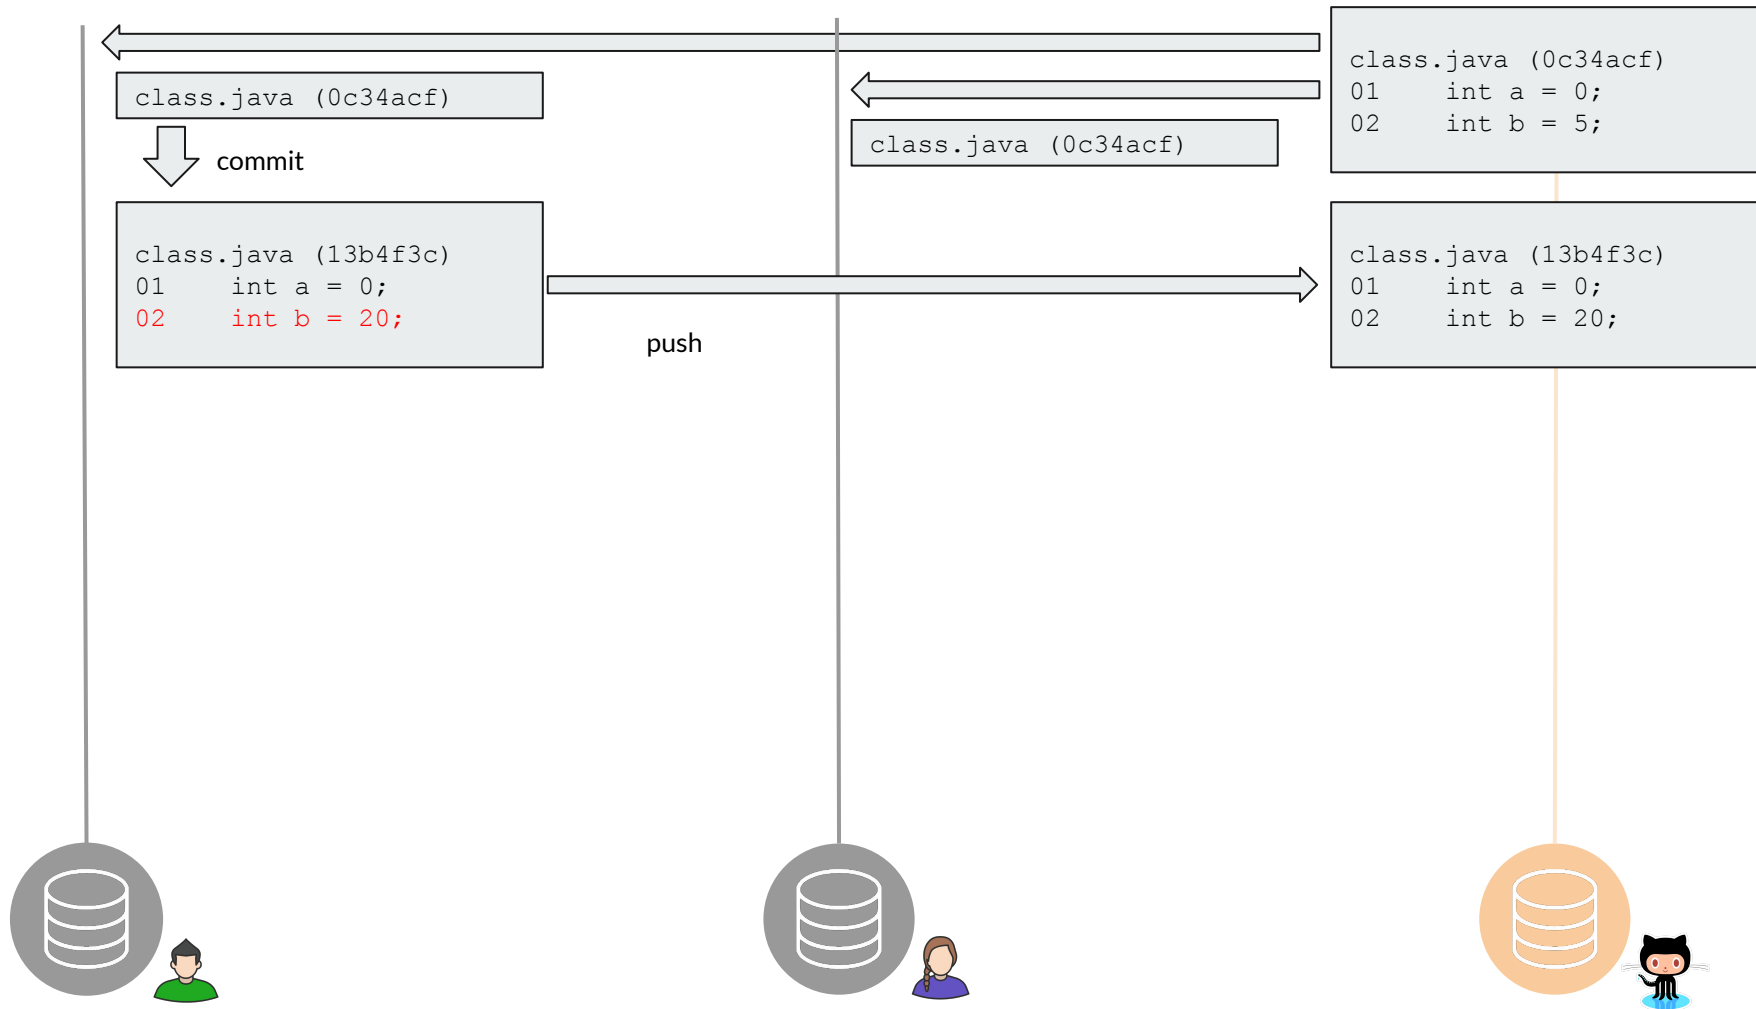 class.java (0c34acf)
01 int a = 0;
02 int b = 5;
class.java (0c34acf)
class.java (0c34acf)
commit
class.java (13b4f3c)
01 int a = 0;
02 int b = 20;
push
class.java (13b4f3c)
01 int a = 0;
02 int b = 20;